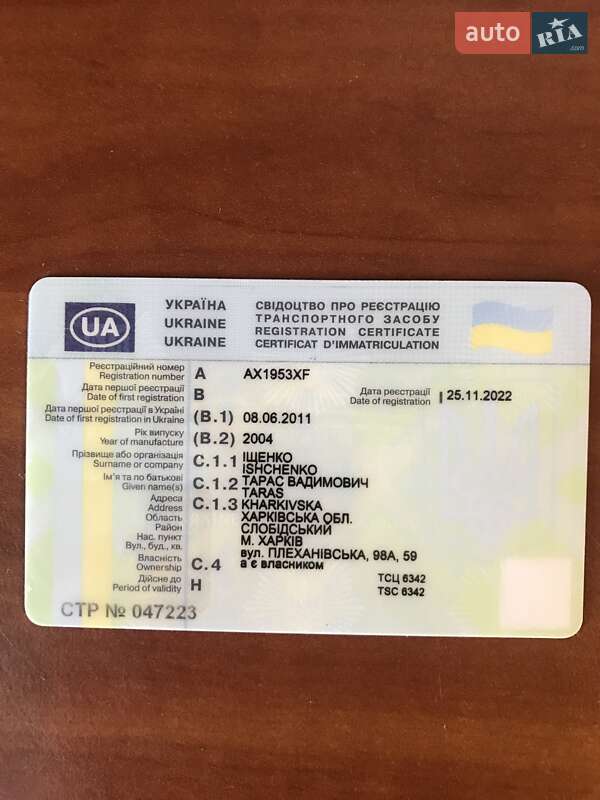 auto RIA.com
УКРАЇНА СВІДОЦТВО ПРО РЕЄСТРАЦІЮ
UA UKRAINE ТРАНСПОРТНОГО ЗАСОБУ
REGISTRATION CERTIFICATE
UKRAINE CERTIFICAT D'IMMATRICULATION
Реєстраційний номер
Registration number A AX1953XF
Дата першої реєстрації
Date of first registration B
Дата реєстрації
Date of registration I 25.11.2022
Дата першої реєстрації в Україні
Date of first registration in Ukraine (B.1) 08.06.2011
Рік випуску
Year of manufacture (B.2) 2004
Прізвище або організація
Surname or company C.1.1 ІЩЕНКО
ISHCHENKO
Ім'я та по батькові
Given name(s) C.1.2 ТАРАС ВАДИМОВИЧ
TARAS
Адреса
Address C.1.3 KHARKIVSKA
Область ХАРКІВСЬКА ОБЛ.
Район СЛОБІДСЬКИЙ
Нас. пункт М. ХАРКІВ
Вул., буд., кв. вул. ПЛЕХАНІВСЬКА, 98А, 59
Власність
Ownership C.4 а є власником
Дійсне до
Period of validity H
ТСЦ 6342
TSC 6342
СТР № 047223